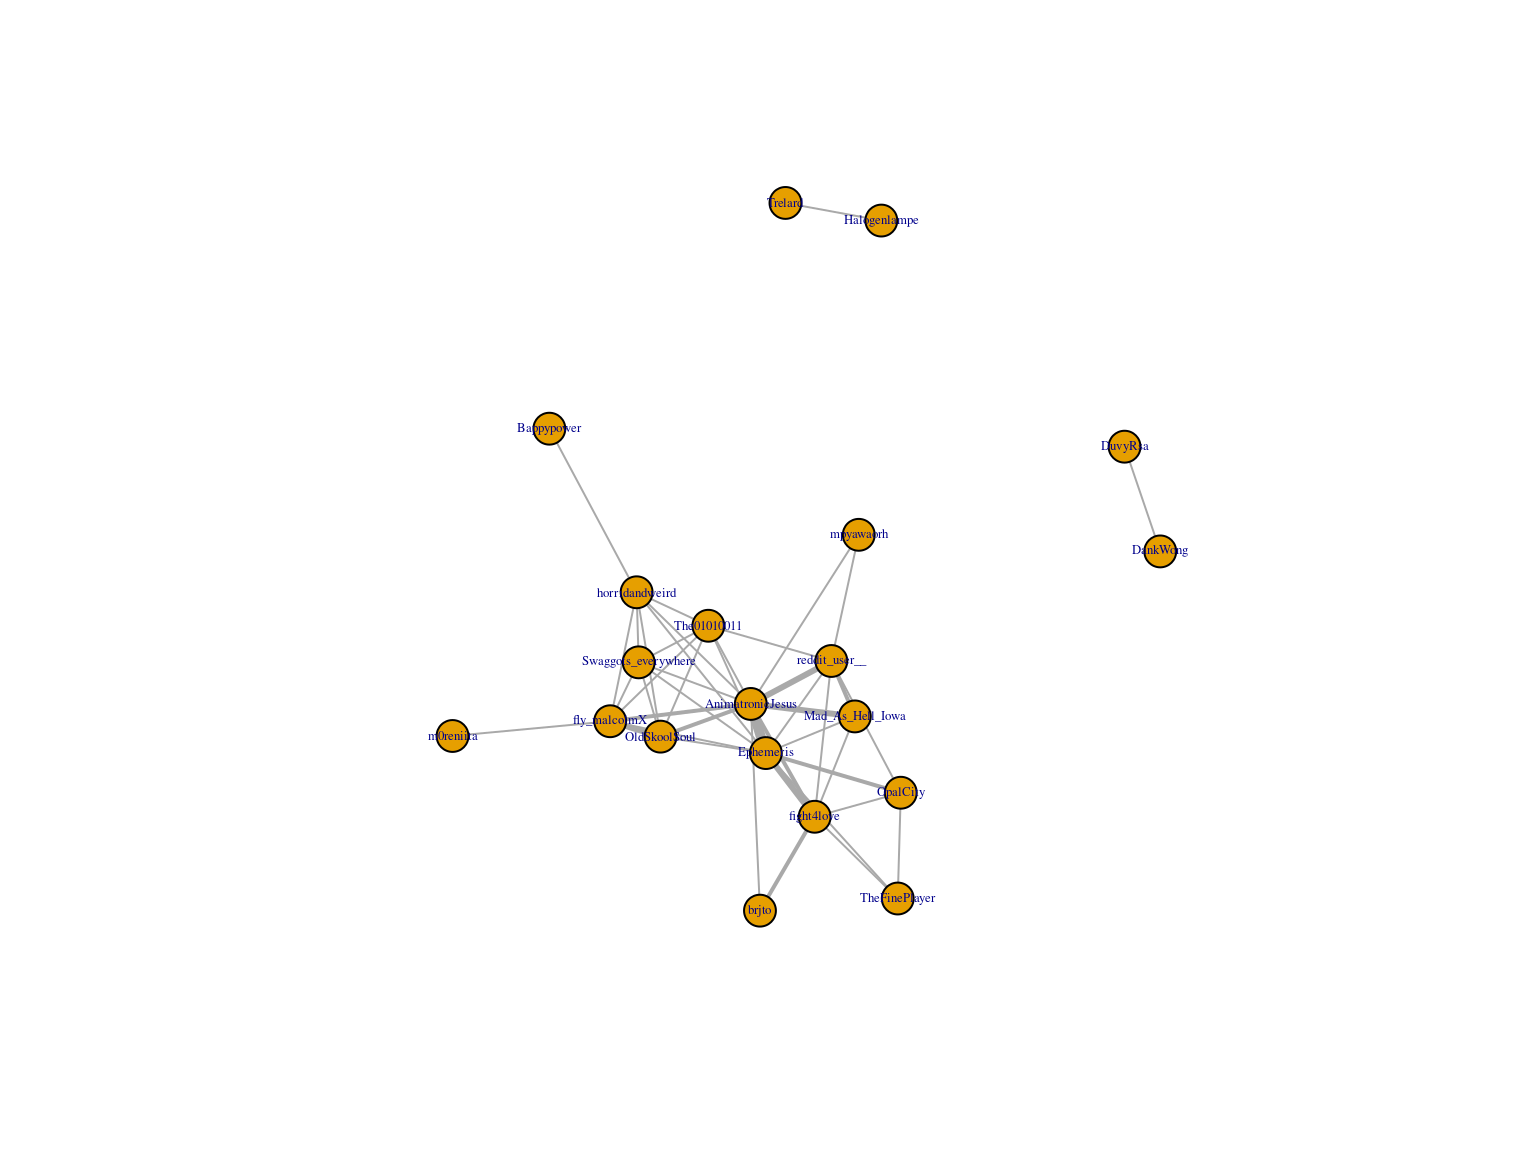 Trelard
Halogenlampe
Bappypower
DuvyRsa
mpyawaorh
DankWong
horridandweird
The01010011
Swaggots_everywhere
reddit_user__
AnimatronicJesus
Mad_As_Hell_Iowa
fly_malcolmX
m0reniita
OldSkoolSoul
Ephemeris
OpalCity
fight4love
TheFinePlayer
brjto